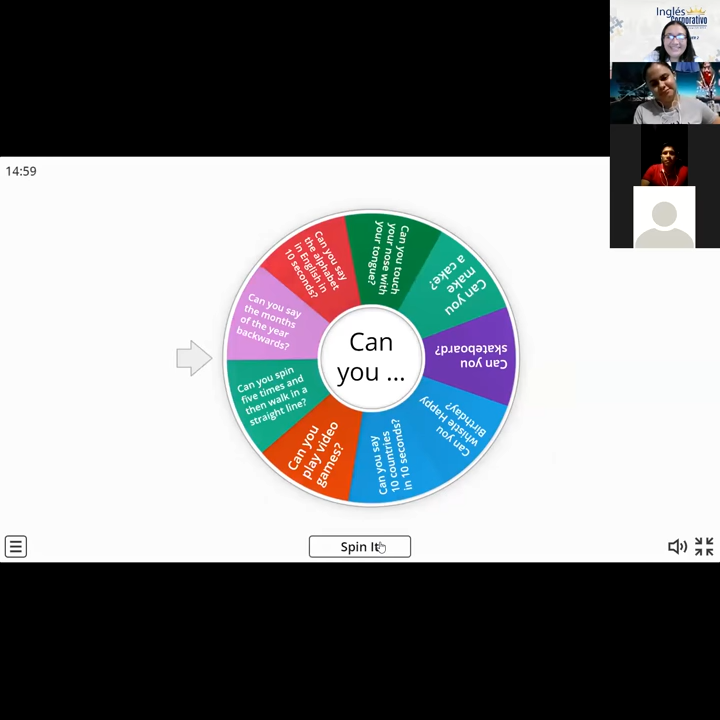 Inglés
Corporativo
14:59
Can you touch
your nose with
your tongue?
Can you
make
a cake?
Can you
skateboard?
Can you
whistle Happy
Birthday?
Can you say
10 countries
in 10 seconds?
Can you
play video
games?
Can you spin
five times and
then walk in a
straight line?
Can you say
the months
of the year
backwards?
Can you say
the alphabet
in English in
10 seconds?
Can
you ...
Spin It